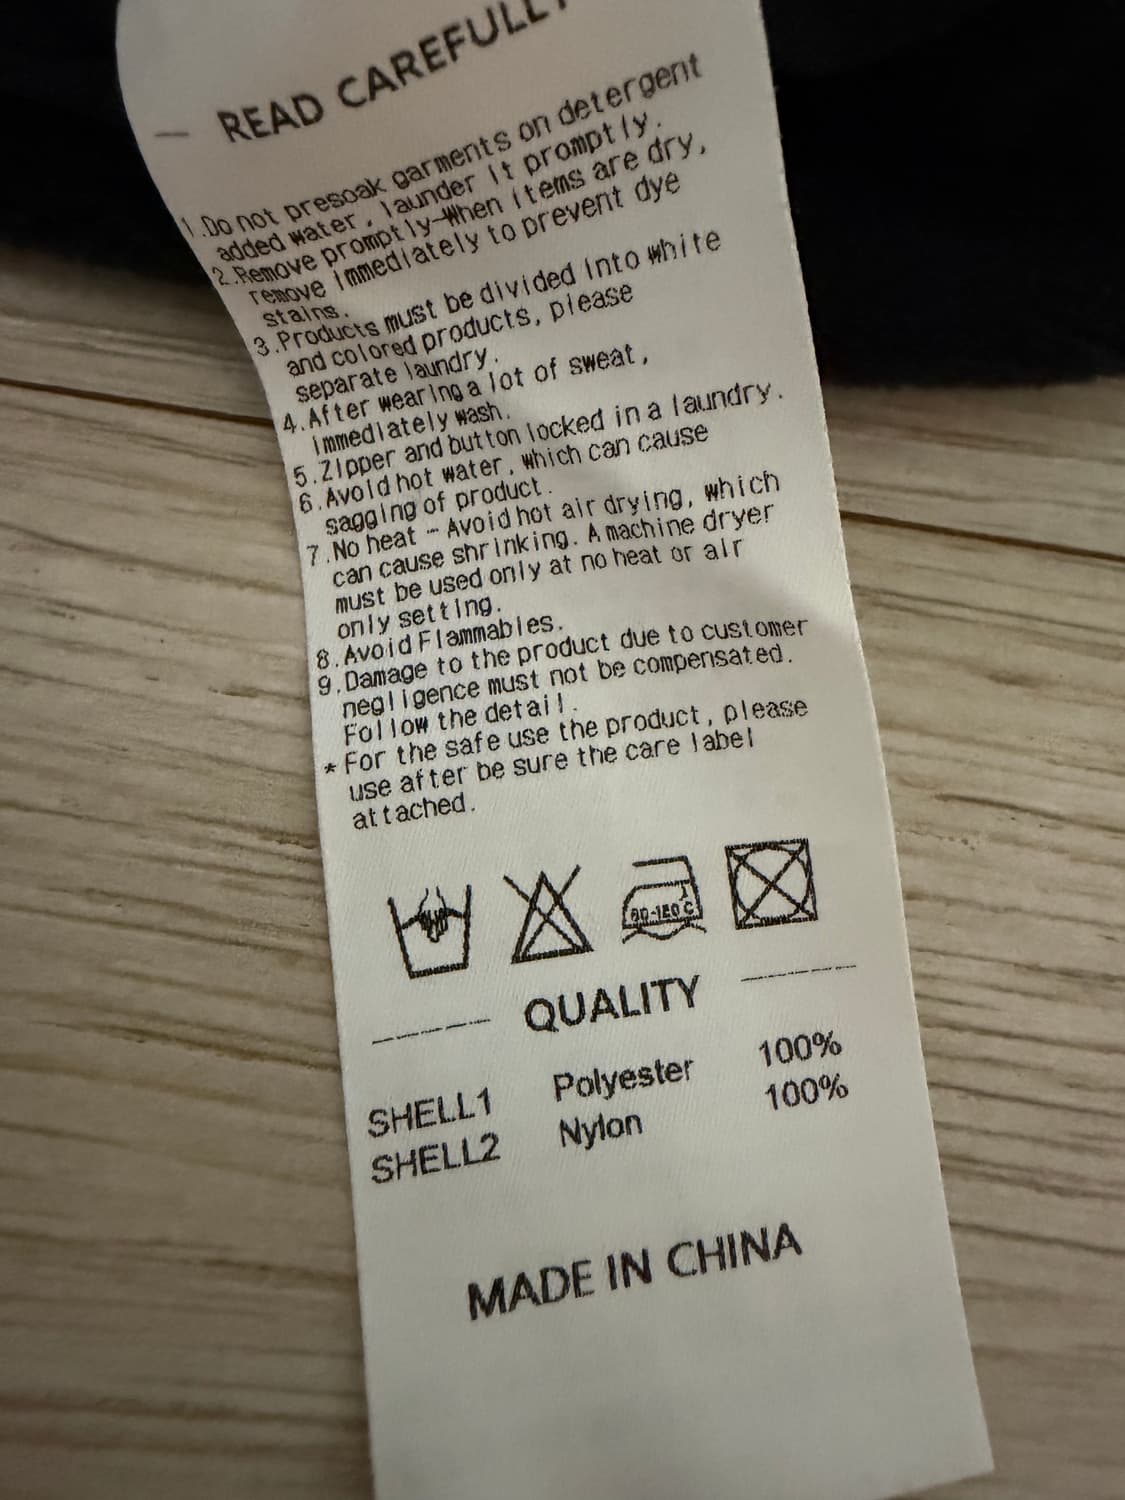 READ CAREFULLY
1.Do not presoak garments on detergent
added water, launder it promptly.
2.Remove promptly-When items are dry,
remove immediately to prevent dye
stains.
3.Products must be divided into white
and colored products, please
separate laundry.
4.After wearing a lot of sweat,
immediately wash.
5.Zipper and button locked in a laundry.
6.Avoid hot water, which can cause
sagging of product.
7.No heat - Avoid hot air drying, which
can cause shrinking. A machine dryer
must be used only at no heat or air
only setting.
8.Avoid Flammables.
9.Damage to the product due to customer
negligence must not be compensated.
Follow the detail.
* For the safe use the product, please
use after be sure the care label
attached.
QUALITY
SHELL1 Polyester 100%
SHELL2 Nylon 100%
MADE IN CHINA